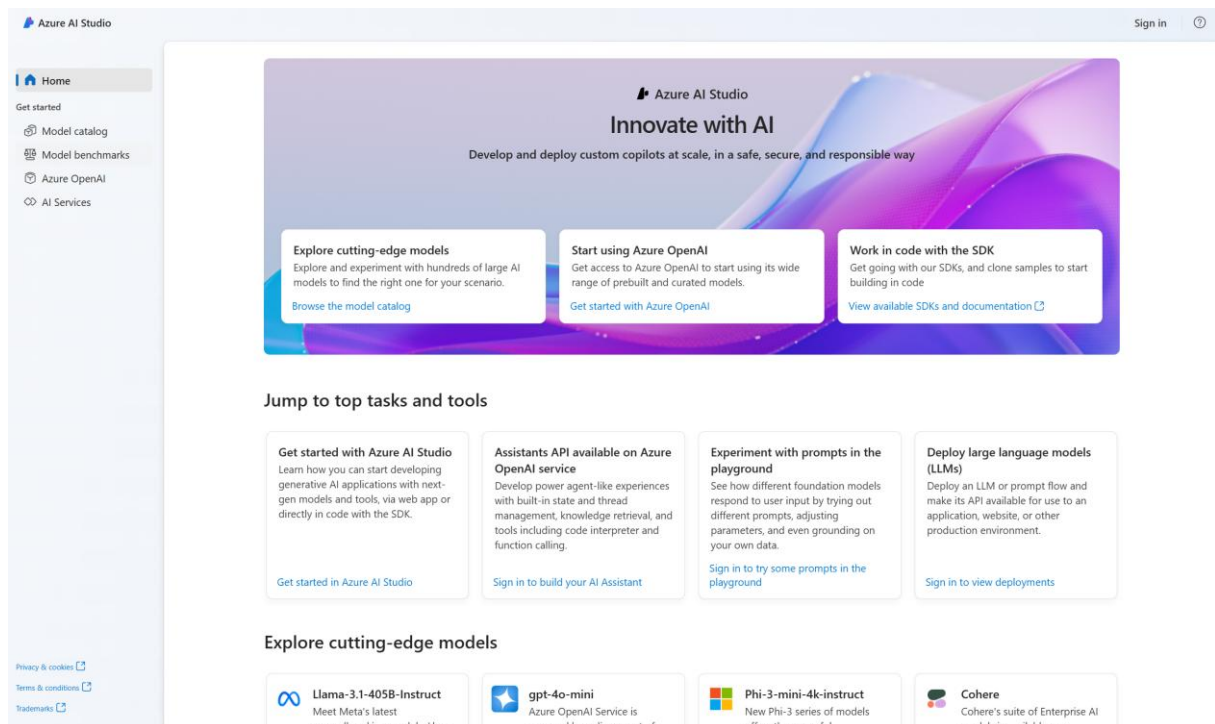 Azure AI Studio
Sign in
Home
Get started
Model catalog
Model benchmarks
Azure OpenAI
AI Services
Privacy & cookies
Terms & conditions
Trademarks
Azure AI Studio
Innovate with AI
Develop and deploy custom copilots at scale, in a safe, secure, and responsible way
Explore cutting-edge models
Explore and experiment with hundreds of large AI
models to find the right one for your scenario.
Browse the model catalog
Start using Azure OpenAI
Get access to Azure OpenAI to start using its wide
range of prebuilt and curated models.
Get started with Azure OpenAI
Work in code with the SDK
Get going with our SDKs, and clone samples to start
building in code
View available SDKs and documentation
Jump to top tasks and tools
Get started with Azure AI Studio
Learn how you can start developing
generative AI applications with next-
gen models and tools, via web app or
directly in code with the SDK.
Get started in Azure AI Studio
Assistants API available on Azure
OpenAI service
Develop power agent-like experiences
with built-in state and thread
management, knowledge retrieval, and
tools including code interpreter and
function calling.
Sign in to build your AI Assistant
Experiment with prompts in the
playground
See how different foundation models
respond to user input by trying out
different prompts, adjusting
parameters, and even grounding on
your own data.
Sign in to try some prompts in the
playground
Deploy large language models
(LLMs)
Deploy an LLM or prompt flow and
make its API available for use to an
application, website, or other
production environment.
Sign in to view deployments
Explore cutting-edge models
Llama-3.1-405B-Instruct
Meet Meta's latest
gpt-4o-mini
Azure OpenAI Service is
Phi-3-mini-4k-instruct
New Phi-3 series of models
Cohere
Cohere's suite of Enterprise AI